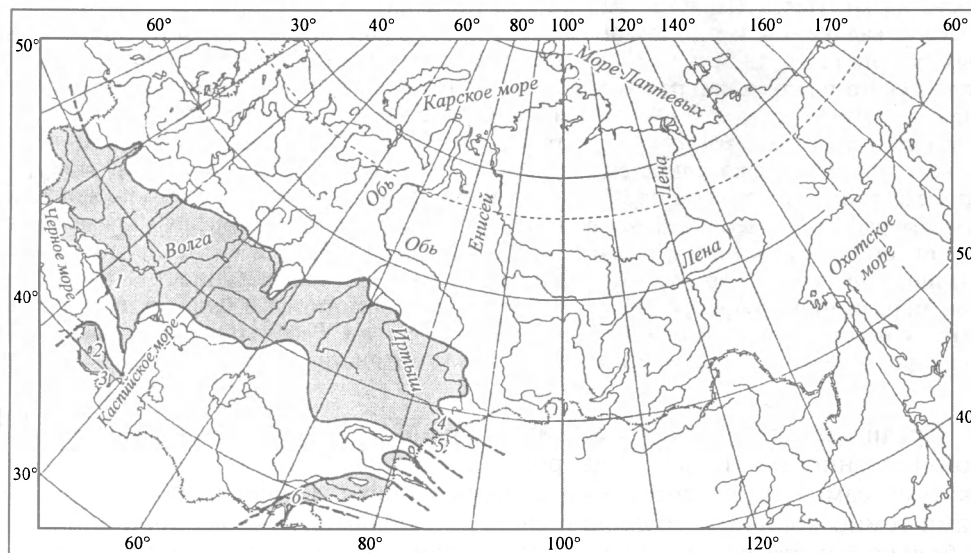 60° 30° 40° 60° 80° 100° 120° 140° 160° 170° 60°
50°
Карское море
Море Лаптевых
Обь
Обь
Енисей
Лена
Лена
Охотское море
50°
Черное море
Волга
1
40°
2
3
Каспийское море
Иртыш
4
5
40°
30°
6
60° 80° 100° 120°